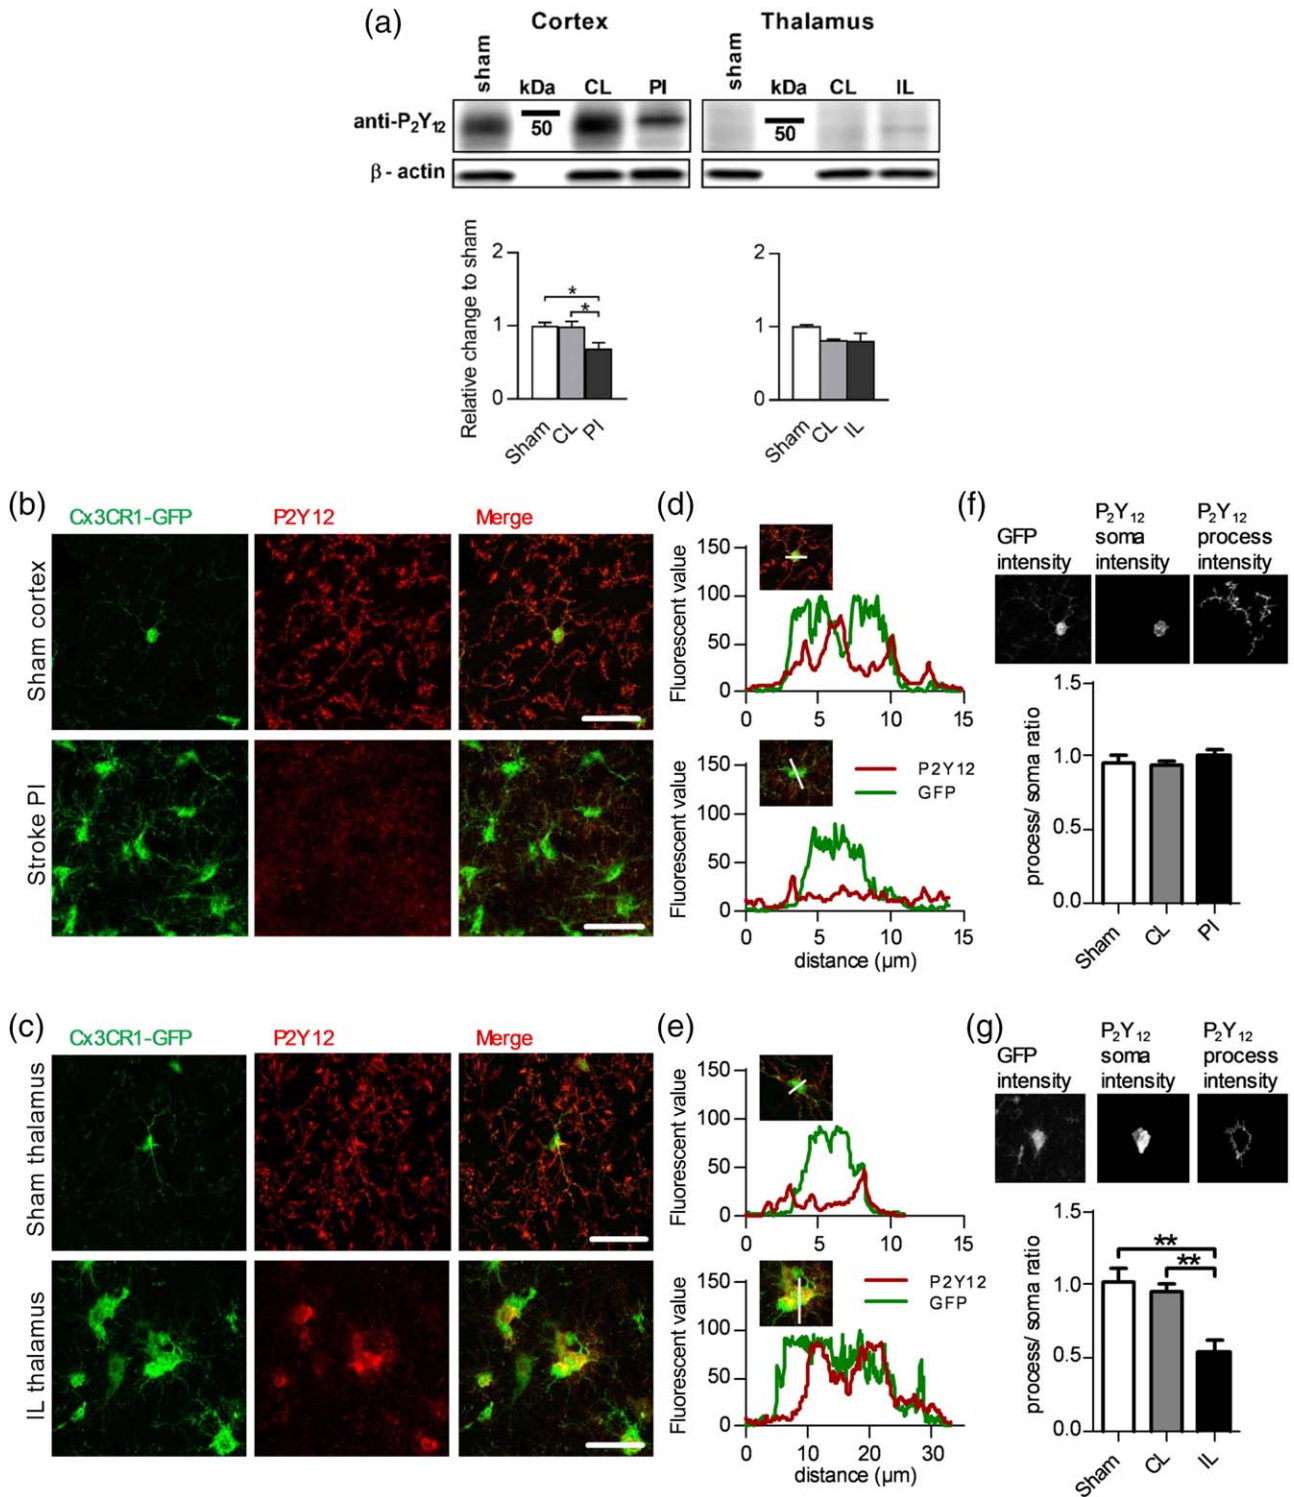 (a)
Cortex
Thalamus
sham
kDa
CL
PI
sham
kDa
CL
IL
anti-P₂Y₁₂
50
50
β - actin
Relative change to sham
2
1
0
Sham
CL
PI
2
1
0
Sham
CL
IL
(b)
Cx3CR1-GFP
P2Y12
Merge
Sham cortex
Stroke PI
(d)
Fluorescent value
150
100
50
0
0
5
10
15
Fluorescent value
150
100
50
0
P2Y12
GFP
0
5
10
15
distance (µm)
(f)
GFP
intensity
P₂Y₁₂
soma
intensity
P₂Y₁₂
process
intensity
process/ soma ratio
1.5
1.0
0.5
0.0
Sham
CL
PI
(c)
Cx3CR1-GFP
P2Y12
Merge
Sham thalamus
IL thalamus
(e)
Fluorescent value
150
100
50
0
0
5
10
15
Fluorescent value
150
100
50
0
P2Y12
GFP
0
10
20
30
distance (µm)
(g)
GFP
intensity
P₂Y₁₂
soma
intensity
P₂Y₁₂
process
intensity
process/ soma ratio
1.5
1.0
0.5
0.0
**
**
Sham
CL
IL